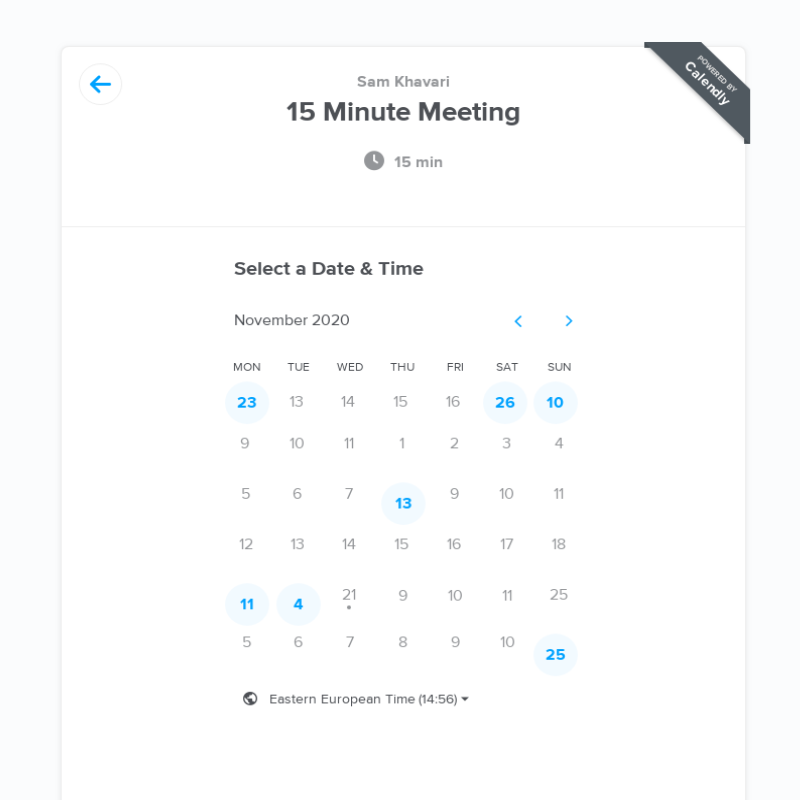 POWERED BY
Calendly
Sam Khavari
15 Minute Meeting
15 min
Select a Date & Time
November 2020
MON TUE WED THU FRI SAT SUN
23 13 14 15 16 26 10
9 10 11 1 2 3 4
5 6 7 13 9 10 11
12 13 14 15 16 17 18
11 4 21 9 10 11 25
5 6 7 8 9 10 25
Eastern European Time (14:56)